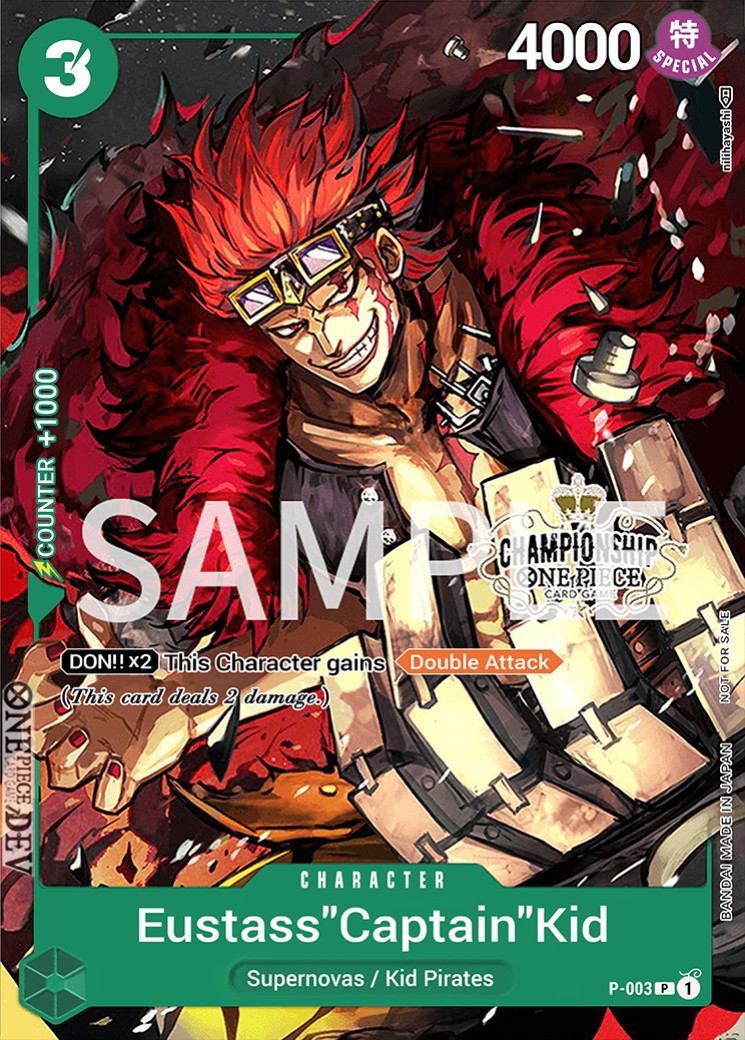 3
4000
特
SPECIAL
niihayashi
COUNTER +1000
SAMPLE
CHAMPIONSHIP
ONE PIECE
CARD GAME
DON!! x2 This Character gains Double Attack
(This card deals 2 damage.)
NOT FOR SALE
ONE PIECE DEV
BANDAI MADE IN JAPAN
CHARACTER
Eustass"Captain"Kid
Supernovas / Kid Pirates
P-003 P 1